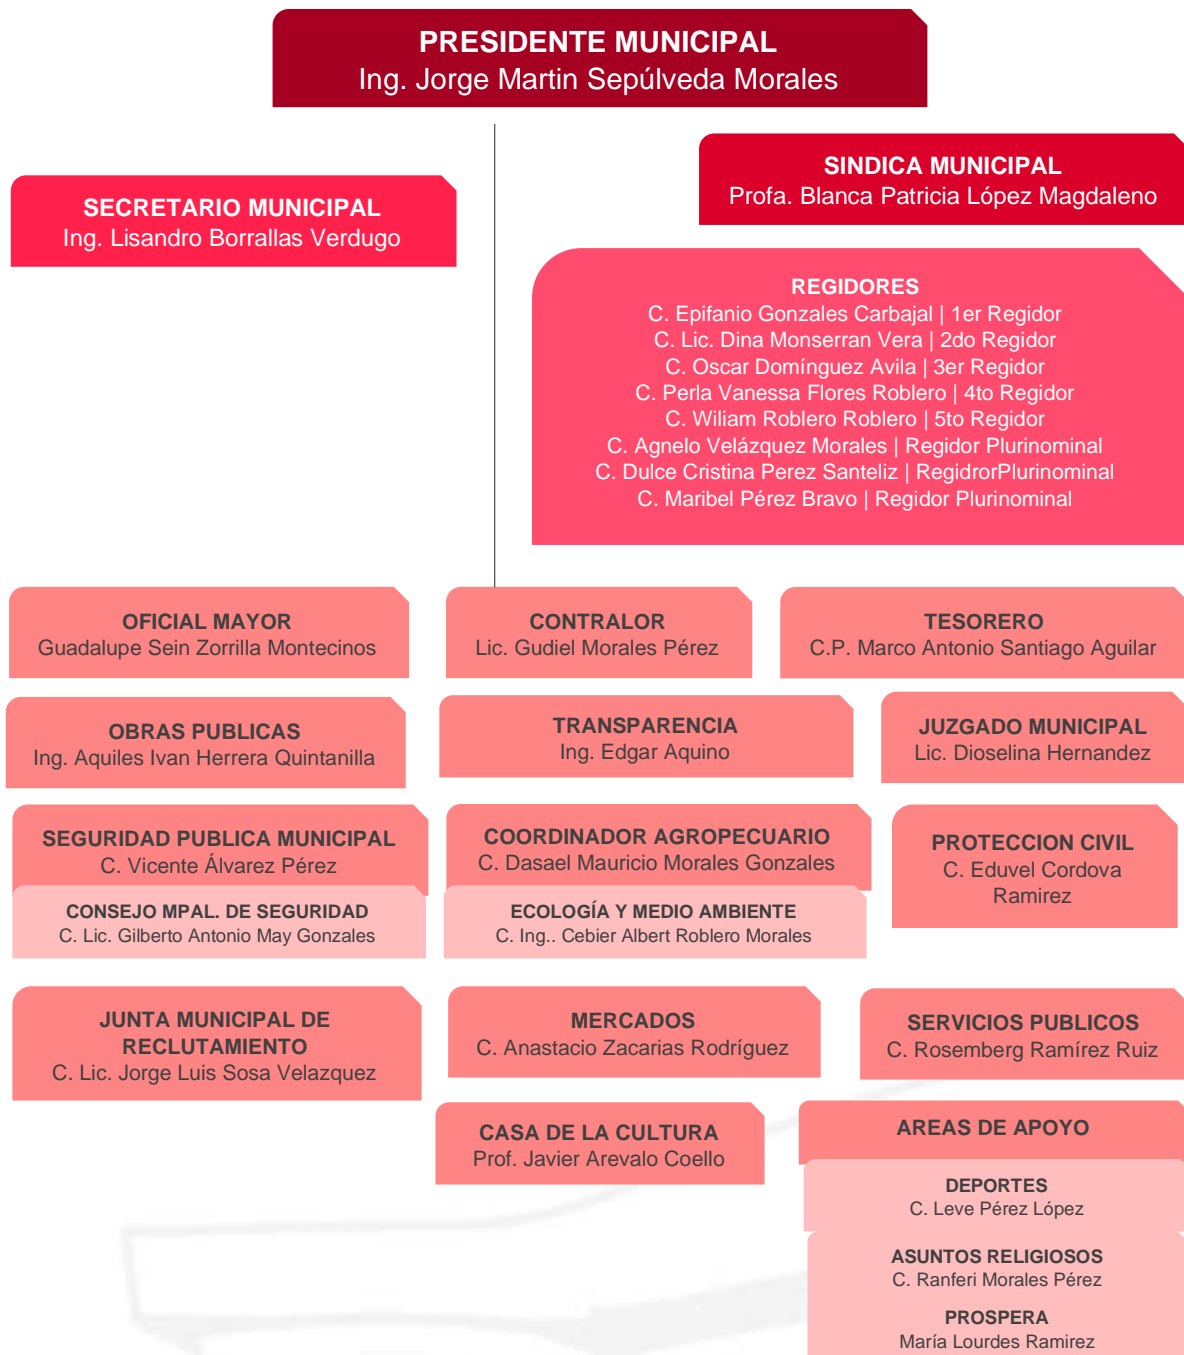 PRESIDENTE MUNICIPAL
Ing. Jorge Martin Sepúlveda Morales
SINDICA MUNICIPAL
Profa. Blanca Patricia López Magdaleno
SECRETARIO MUNICIPAL
Ing. Lisandro Borrallas Verdugo
REGIDORES
C. Epifanio Gonzales Carbajal | 1er Regidor
C. Lic. Dina Monserran Vera | 2do Regidor
C. Oscar Domínguez Avila | 3er Regidor
C. Perla Vanessa Flores Roblero | 4to Regidor
C. Wiliam Roblero Roblero | 5to Regidor
C. Agnelo Velázquez Morales | Regidor Plurinominal
C. Dulce Cristina Perez Santeliz | RegidrorPlurinominal
C. Maribel Pérez Bravo | Regidor Plurinominal
OFICIAL MAYOR
Guadalupe Sein Zorrilla Montecinos
CONTRALOR
Lic. Gudiel Morales Pérez
TESORERO
C.P. Marco Antonio Santiago Aguilar
OBRAS PUBLICAS
Ing. Aquiles Ivan Herrera Quintanilla
TRANSPARENCIA
Ing. Edgar Aquino
JUZGADO MUNICIPAL
Lic. Dioselina Hernandez
SEGURIDAD PUBLICA MUNICIPAL
C. Vicente Álvarez Pérez
CONSEJO MPAL. DE SEGURIDAD
C. Lic. Gilberto Antonio May Gonzales
COORDINADOR AGROPECUARIO
C. Dasael Mauricio Morales Gonzales
ECOLOGÍA Y MEDIO AMBIENTE
C. Ing.. Cebier Albert Roblero Morales
PROTECCION CIVIL
C. Eduvel Cordova
Ramirez
JUNTA MUNICIPAL DE
RECLUTAMIENTO
C. Lic. Jorge Luis Sosa Velazquez
MERCADOS
C. Anastacio Zacarias Rodríguez
SERVICIOS PUBLICOS
C. Rosemberg Ramírez Ruiz
CASA DE LA CULTURA
Prof. Javier Arevalo Coello
AREAS DE APOYO
DEPORTES
C. Leve Pérez López
ASUNTOS RELIGIOSOS
C. Ranferi Morales Pérez
PROSPERA
María Lourdes Ramirez